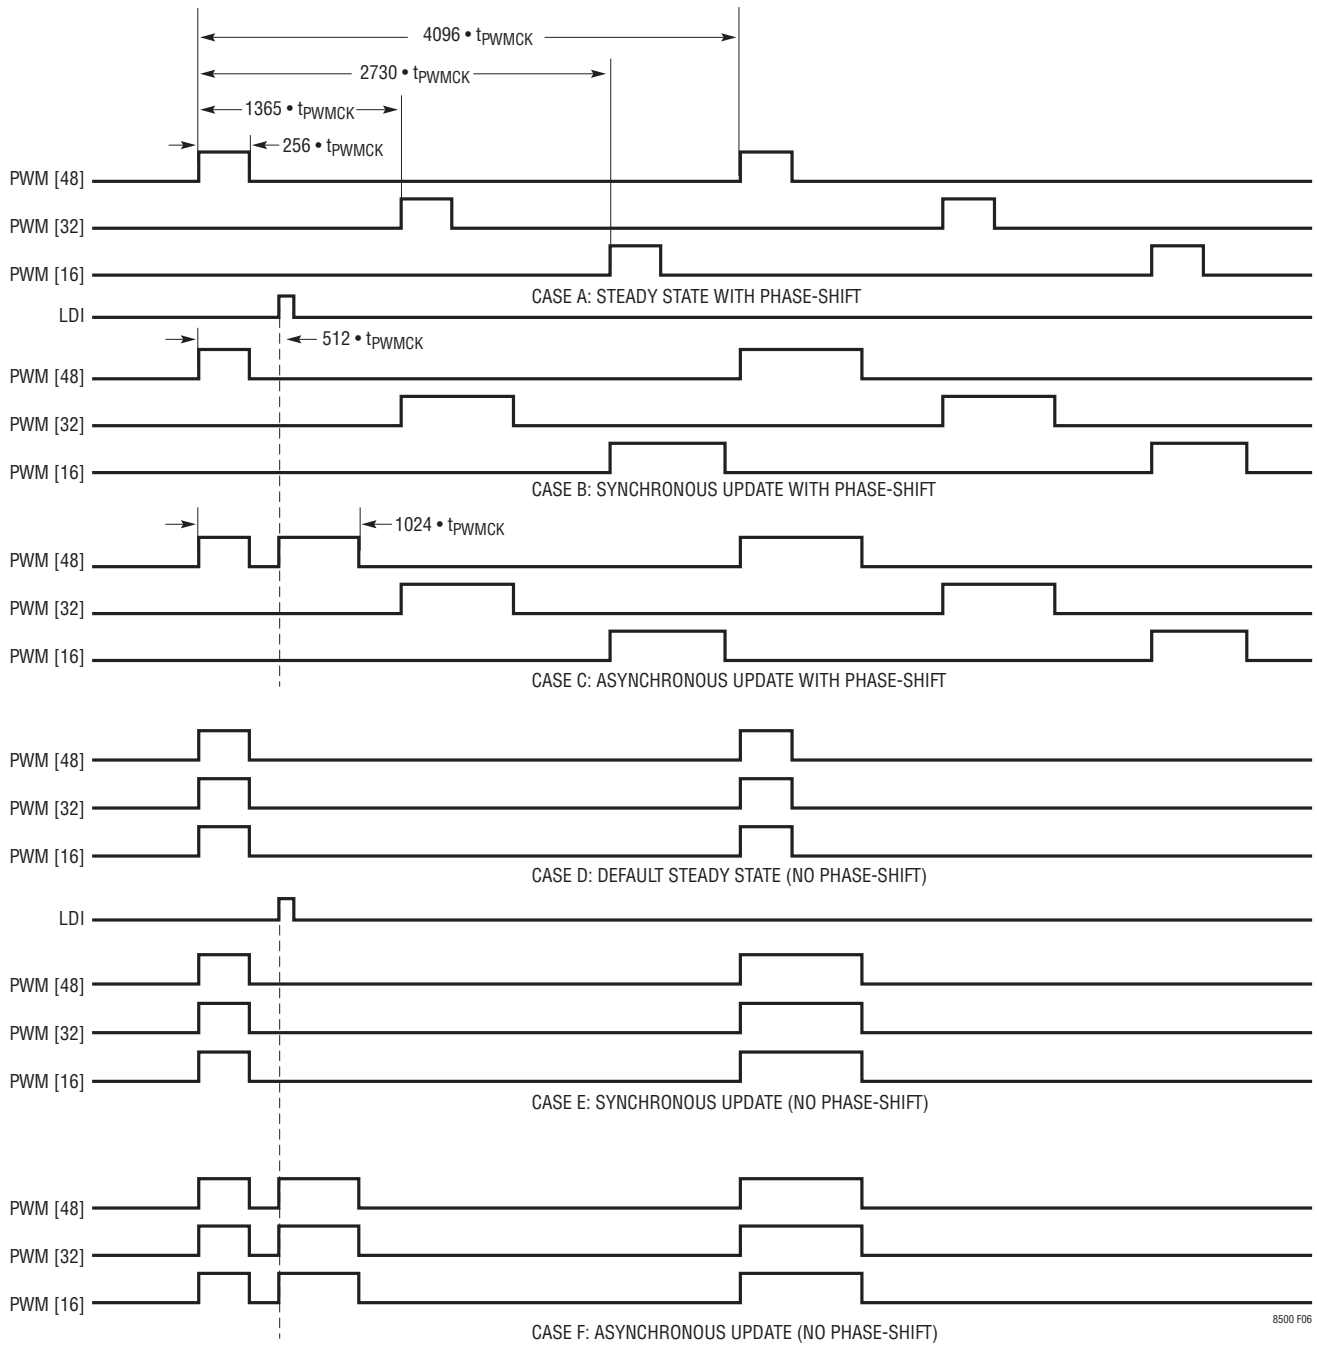 4096 • tPWMCK
2730 • tPWMCK
1365 • tPWMCK
256 • tPWMCK
PWM [48]
PWM [32]
PWM [16]
CASE A: STEADY STATE WITH PHASE-SHIFT
LDI
512 • tPWMCK
PWM [48]
PWM [32]
PWM [16]
CASE B: SYNCHRONOUS UPDATE WITH PHASE-SHIFT
1024 • tPWMCK
PWM [48]
PWM [32]
PWM [16]
CASE C: ASYNCHRONOUS UPDATE WITH PHASE-SHIFT
PWM [48]
PWM [32]
PWM [16]
CASE D: DEFAULT STEADY STATE (NO PHASE-SHIFT)
LDI
PWM [48]
PWM [32]
PWM [16]
CASE E: SYNCHRONOUS UPDATE (NO PHASE-SHIFT)
PWM [48]
PWM [32]
PWM [16]
8500 F06
CASE F: ASYNCHRONOUS UPDATE (NO PHASE-SHIFT)